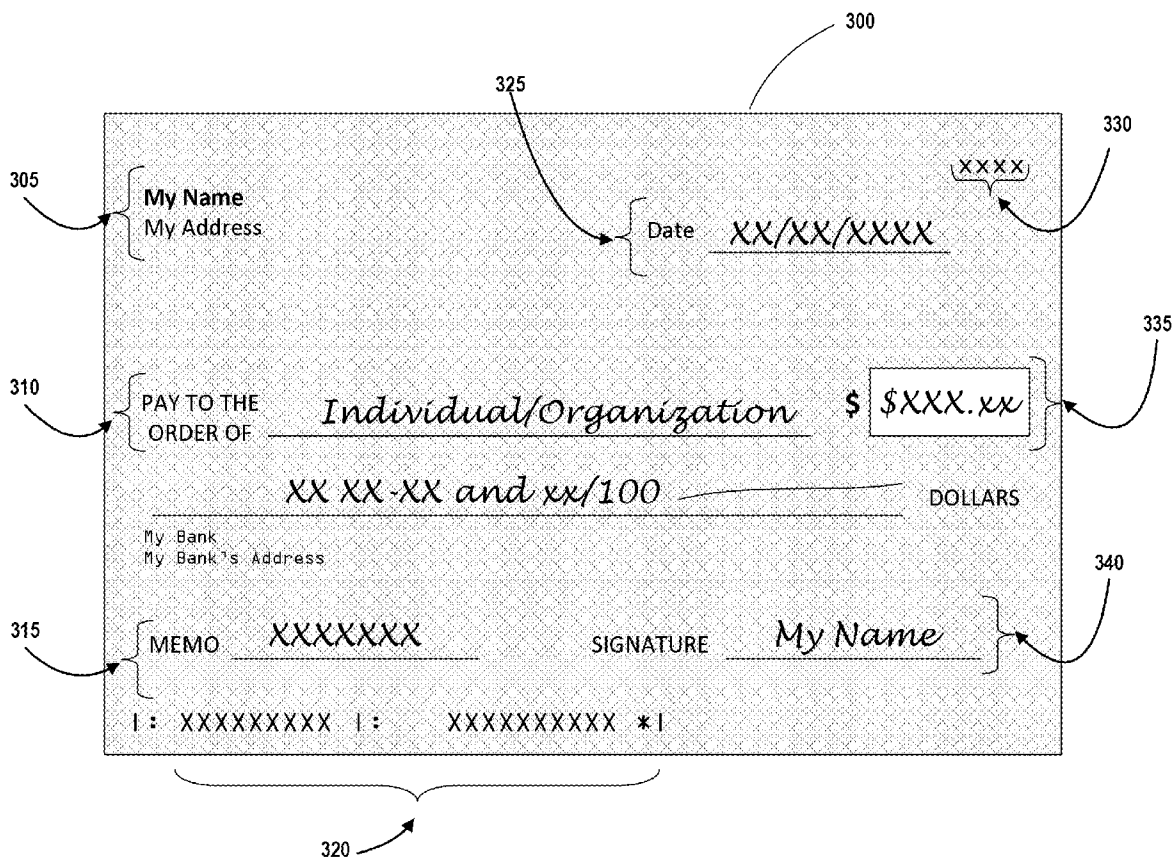 300
325
330
XXXX
305
My Name
My Address
Date XX/XX/XXXX
335
310
PAY TO THE
ORDER OF Individual/Organization $ $XXX.xx
XX XX-XX and xx/100 DOLLARS
My Bank
My Bank's Address
340
315
MEMO XXXXXXX SIGNATURE My Name
|: XXXXXXXXX |: XXXXXXXXXX *|
320